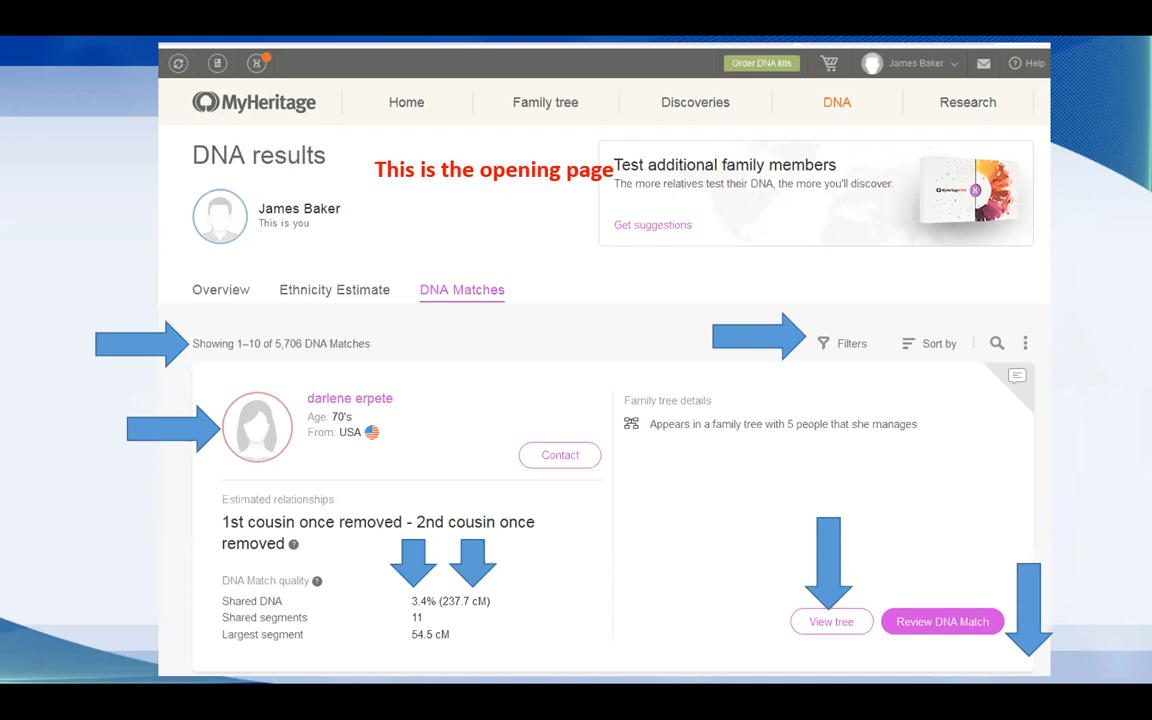 Order DNA kits
James Baker
Help
MyHeritage
Home
Family tree
Discoveries
DNA
Research
DNA results
This is the opening page
Test additional family members
The more relatives test their DNA, the more you'll discover.
Get suggestions
MyHeritageDNA
James Baker
This is you
Overview
Ethnicity Estimate
DNA Matches
Showing 1–10 of 5,706 DNA Matches
Filters
Sort by
darlene erpete
Age: 70's
From: USA
Contact
Family tree details
Appears in a family tree with 5 people that she manages
Estimated relationships
1st cousin once removed - 2nd cousin once
removed ?
DNA Match quality ?
Shared DNA 3.4% (237.7 cM)
Shared segments 11
Largest segment 54.5 cM
View tree
Review DNA Match